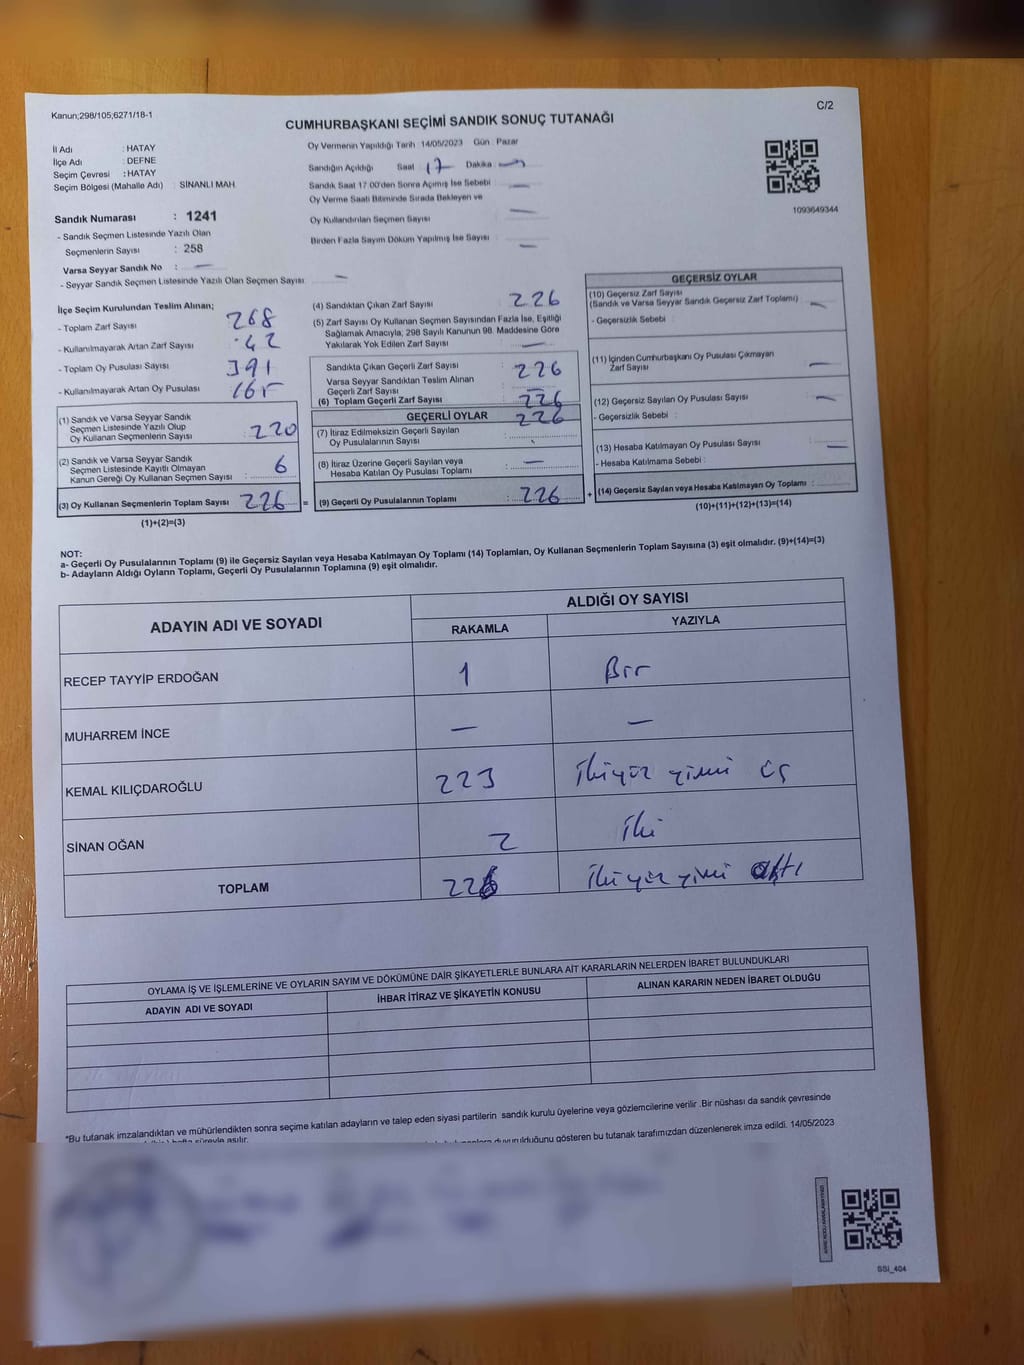 Kanun;298/105;6271/18-1
C/2
CUMHURBAŞKANI SEÇİMİ SANDIK SONUÇ TUTANAĞI
İl Adı : HATAY
İlçe Adı : DEFNE
Seçim Çevresi : HATAY
Seçim Bölgesi (Mahalle Adı) : SİNANLI MAH.
Oy Vermenin Yapıldığı Tarih 14/05/2023 Gün : Pazar
Sandığın Açıldığı Saat 17 Dakika : —
Sandık Saat 17.00'den Sonra Açımış İse Sebebi : —
Oy Verme Saati Bitiminde Sırada Bekleyen ve
Oy Kullandırılan Seçmen Sayısı —
Birden Fazla Sayım Döküm Yapılmış İse Sayısı : —
1093649344
Sandık Numarası : 1241
- Sandık Seçmen Listesinde Yazılı Olan
Seçmenlerin Sayısı : 258
Varsa Seyyar Sandık No : —
- Seyyar Sandık Seçmen Listesinde Yazılı Olan Seçmen Sayısı : —
İlçe Seçim Kurulundan Teslim Alınan;
- Toplam Zarf Sayısı 268
- Kullanılmayarak Artan Zarf Sayısı 42
- Toplam Oy Pusulası Sayısı 391
- Kullanılmayarak Artan Oy Pusulası 165
(1) Sandık ve Varsa Seyyar Sandık
Seçmen Listesinde Yazılı Olup
Oy Kullanan Seçmenlerin Sayısı : 220
(2) Sandık ve Varsa Seyyar Sandık
Seçmen Listesinde Kayıtlı Olmayan
Kanun Gereği Oy Kullanan Seçmen Sayısı : 6
(3) Oy Kullanan Seçmenlerin Toplam Sayısı 226 =
(1)+(2)=(3)
(4) Sandıktan Çıkan Zarf Sayısı : 226
(5) Zarf Sayısı Oy Kullanan Seçmen Sayısından Fazla İse, Eşitliği
Sağlamak Amacıyla; 298 Sayılı Kanunun 98. Maddesine Göre
Yakılarak Yok Edilen Zarf Sayısı : —
Sandıkta Çıkan Geçerli Zarf Sayısı : 226
Varsa Seyyar Sandıktan Teslim Alınan
Geçerli Zarf Sayısı : —
(6) Toplam Geçerli Zarf Sayısı : 226
GEÇERLİ OYLAR 226
(7) İtiraz Edilmeksizin Geçerli Sayılan
Oy Pusulalarının Sayısı :
(8) İtiraz Üzerine Geçerli Sayılan veya
Hesaba Katılan Oy Pusulası Toplamı : —
(9) Geçerli Oy Pusulalarının Toplamı : 226 +
GEÇERSİZ OYLAR
(10) Geçersiz Zarf Sayısı
(Sandık ve Varsa Seyyar Sandık Geçersiz Zarf Toplamı) : —
- Geçersizlik Sebebi :
(11) İçinden Cumhurbaşkanı Oy Pusulası Çıkmayan
Zarf Sayısı : —
(12) Geçersiz Sayılan Oy Pusulası Sayısı : —
- Geçersizlik Sebebi :
(13) Hesaba Katılmayan Oy Pusulası Sayısı : —
- Hesaba Katılmama Sebebi :
(14) Geçersiz Sayılan veya Hesaba Katılmayan Oy Toplamı :
(10)+(11)+(12)+(13)=(14)
NOT:
a- Geçerli Oy Pusulalarının Toplamı (9) ile Geçersiz Sayılan veya Hesaba Katılmayan Oy Toplamı (14) Toplamları, Oy Kullanan Seçmenlerin Toplam Sayısına (3) eşit olmalıdır. (9)+(14)=(3)
b- Adayların Aldığı Oyların Toplamı, Geçerli Oy Pusulalarının Toplamına (9) eşit olmalıdır.
ADAYIN ADI VE SOYADI
ALDIĞI OY SAYISI
RAKAMLA YAZIYLA
RECEP TAYYİP ERDOĞAN 1 Bir
MUHARREM İNCE — —
KEMAL KILIÇDAROĞLU 223 ikiyüz yirmi üç
SİNAN OĞAN 2 iki
TOPLAM 226 ikiyüz yirmi altı
OYLAMA İŞ VE İŞLEMLERİNE VE OYLARIN SAYIM VE DÖKÜMÜNE DAİR ŞİKAYETLERLE BUNLARA AİT KARARLARIN NELERDEN İBARET BULUNDUKLARI
ADAYIN ADI VE SOYADI İHBAR İTİRAZ VE ŞİKAYETİN KONUSU ALINAN KARARIN NEDEN İBARET OLDUĞU
*Bu tutanak imzalandıktan ve mühürlendikten sonra seçime katılan adayların ve talep eden siyasi partilerin sandık kurulu üyelerine veya gözlemcilerine verilir .Bir nüshası da sandık çevresinde
hafta süreyle asılır.
duyurulduğunu gösteren bu tutanak tarafımızdan düzenlenerek imza edildi. 14/05/2023
SSI_404